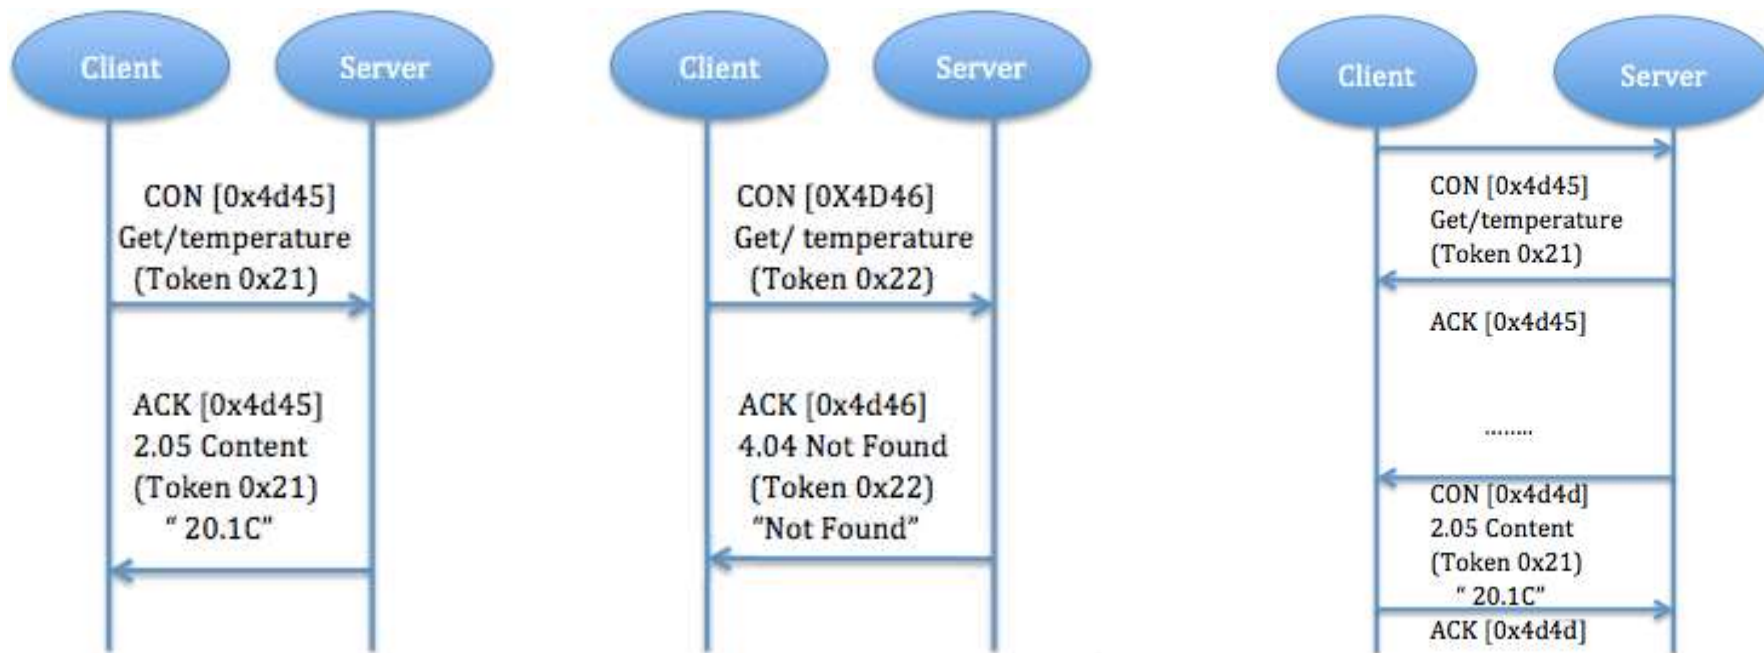 Client
Server
CON [0x4d45]
Get/temperature
(Token 0x21)
ACK [0x4d45]
2.05 Content
(Token 0x21)
“ 20.1C”
Client
Server
CON [0X4D46]
Get/ temperature
(Token 0x22)
ACK [0x4d46]
4.04 Not Found
(Token 0x22)
“Not Found”
Client
Server
CON [0x4d45]
Get/temperature
(Token 0x21)
ACK [0x4d45]
........
CON [0x4d4d]
2.05 Content
(Token 0x21)
“ 20.1C”
ACK [0x4d4d]